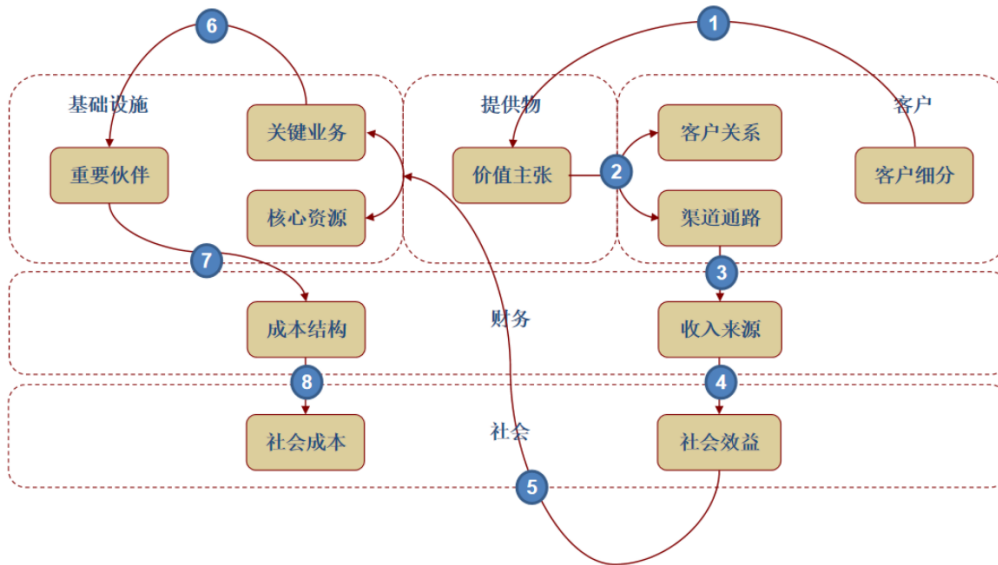 6
1
基础设施
提供物
客户
关键业务
客户关系
重要伙伴
价值主张
2
客户细分
核心资源
渠道通路
7
3
成本结构
财务
收入来源
8
4
社会成本
社会
社会效益
5